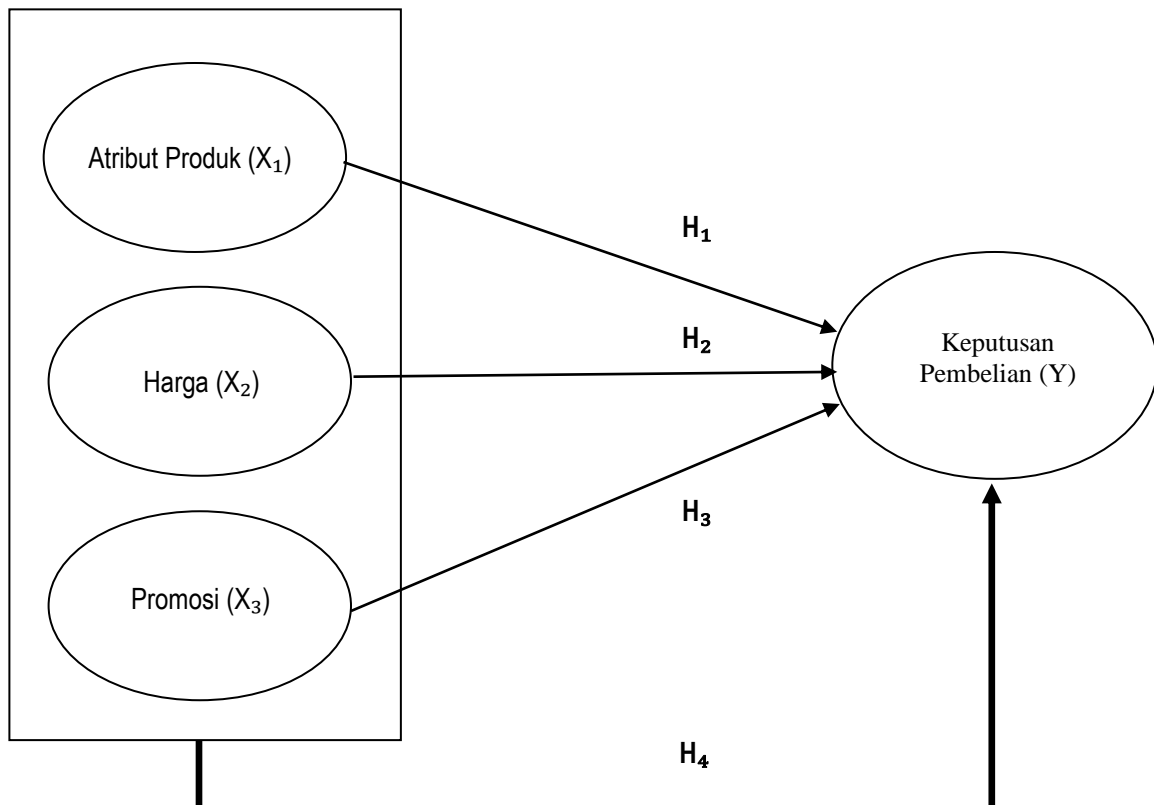 Atribut Produk (X₁)
H₁
H₂
Harga (X₂)
Keputusan
Pembelian (Y)
H₃
Promosi (X₃)
H₄